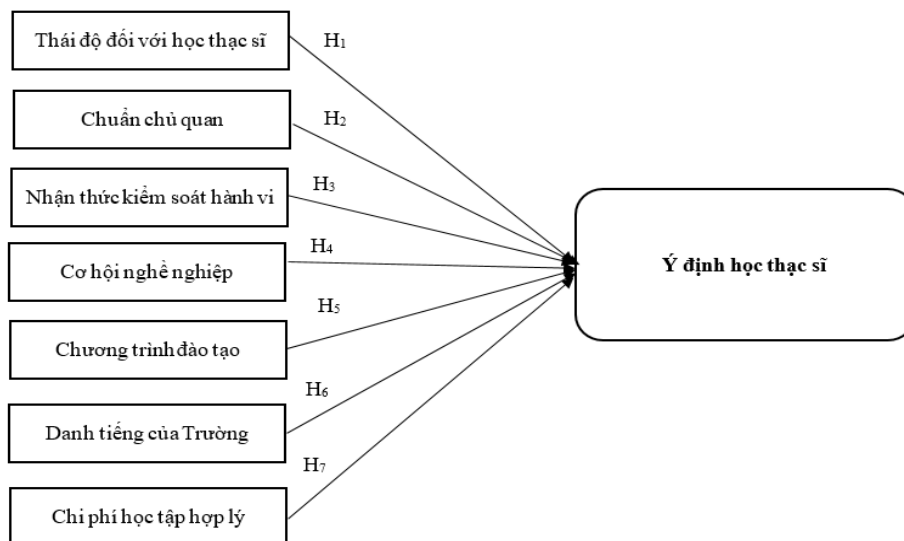 Thái độ đối với học thạc sĩ
H₁
Chuẩn chủ quan
H₂
Nhận thức kiểm soát hành vi
H₃
Cơ hội nghề nghiệp
H₄
Ý định học thạc sĩ
Chương trình đào tạo
H₅
Danh tiếng của Trường
H₆
Chi phí học tập hợp lý
H₇